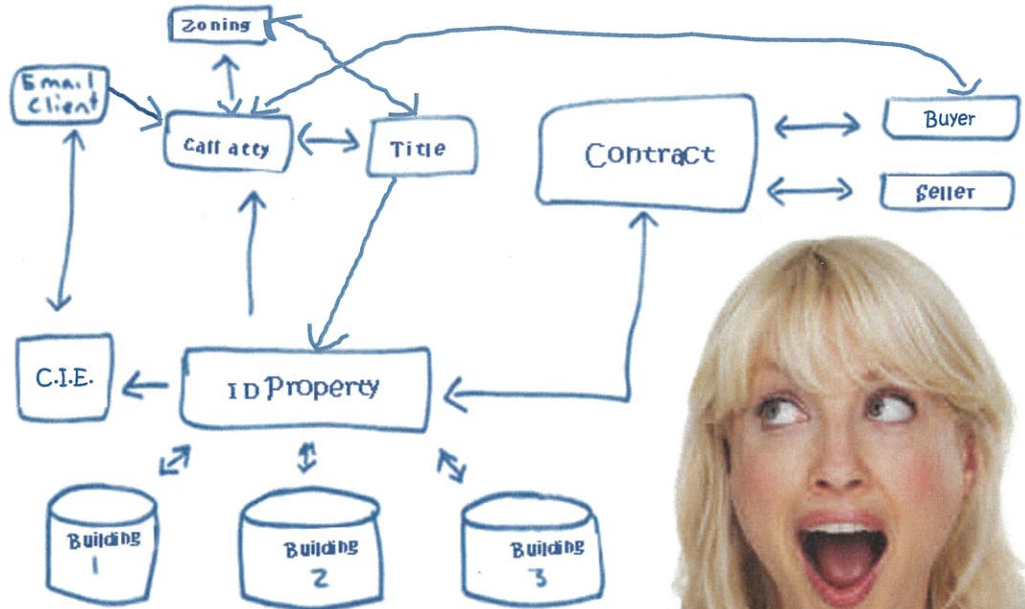 Zoning
Email
Client
Call atty
Title
Contract
Buyer
Seller
C.I.E.
ID Property
Building
1
Building
2
Building
3